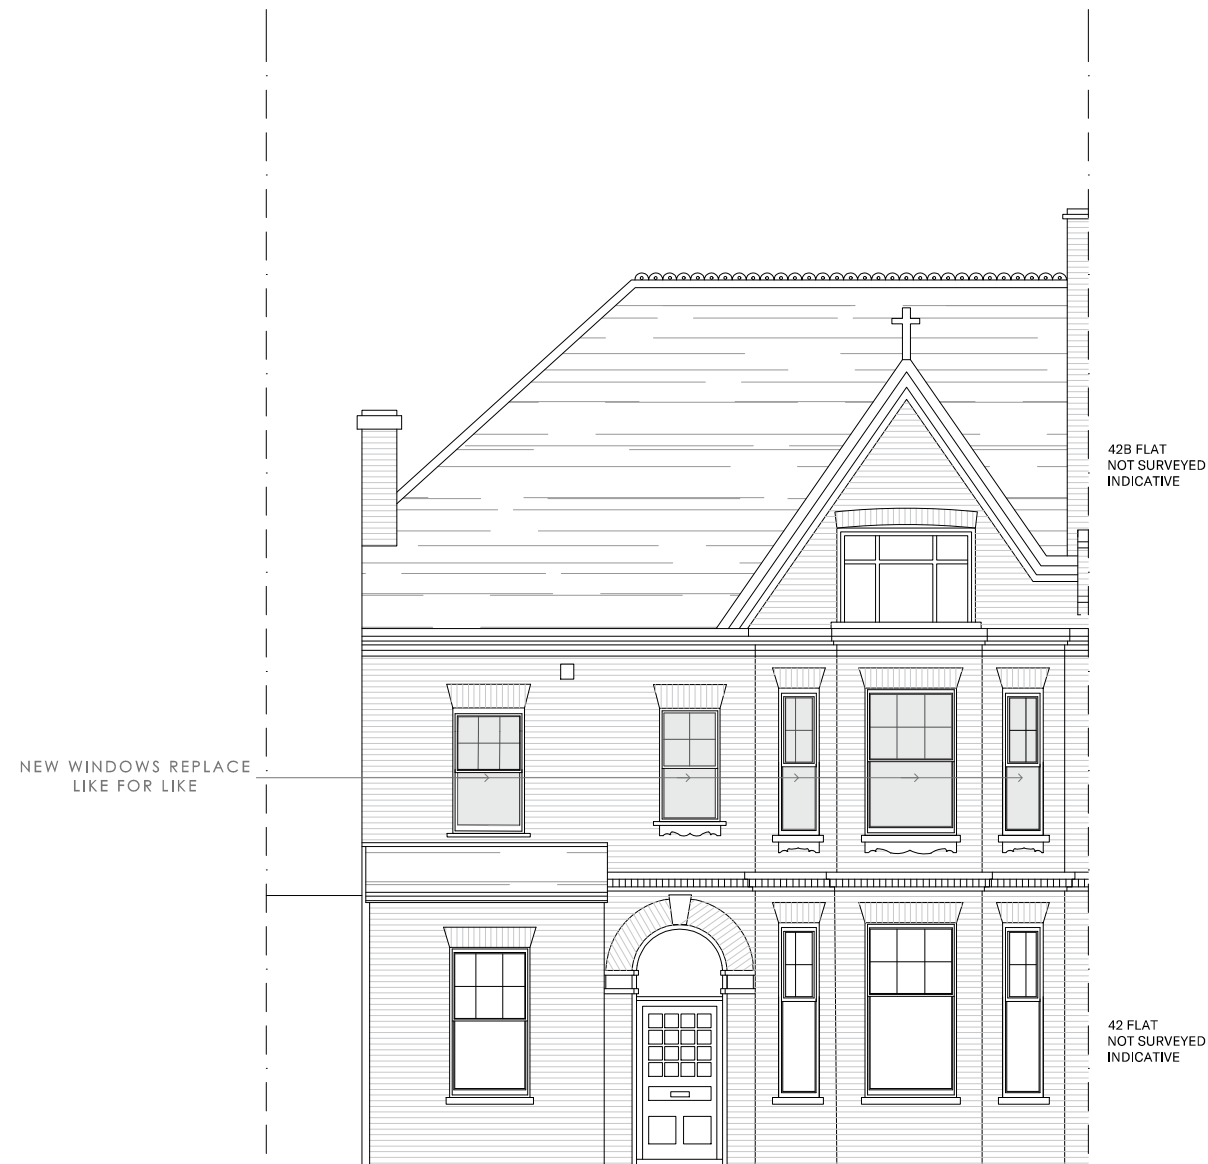 42B FLAT
NOT SURVEYED
INDICATIVE
NEW WINDOWS REPLACE
LIKE FOR LIKE
42 FLAT
NOT SURVEYED
INDICATIVE